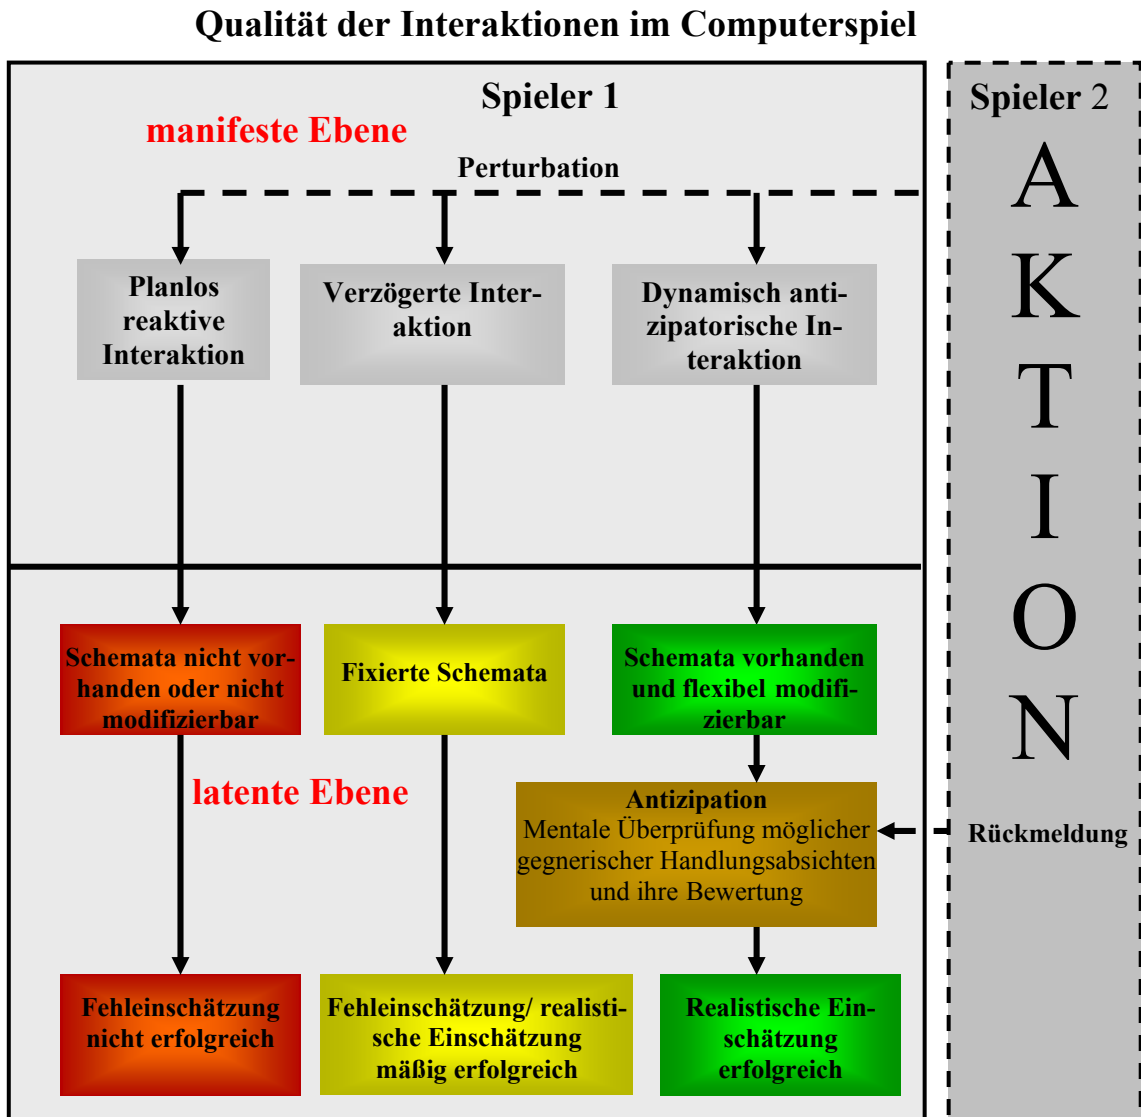 Qualität der Interaktionen im Computerspiel
Spieler 1
manifeste Ebene
Perturbation
Planlos
reaktive
Interaktion
Verzögerte Inter-
aktion
Dynamisch anti-
zipatorische In-
teraktion
Schemata nicht vor-
handen oder nicht
modifizierbar
Fixierte Schemata
Schemata vorhanden
und flexibel modifi-
zierbar
latente Ebene
Antizipation
Mentale Überprüfung möglicher
gegnerischer Handlungsabsichten
und ihre Bewertung
Fehleinschätzung
nicht erfolgreich
Fehleinschätzung/ realisti-
sche Einschätzung
mäßig erfolgreich
Realistische Ein-
schätzung
erfolgreich
Spieler 2
A
K
T
I
O
N
Rückmeldung